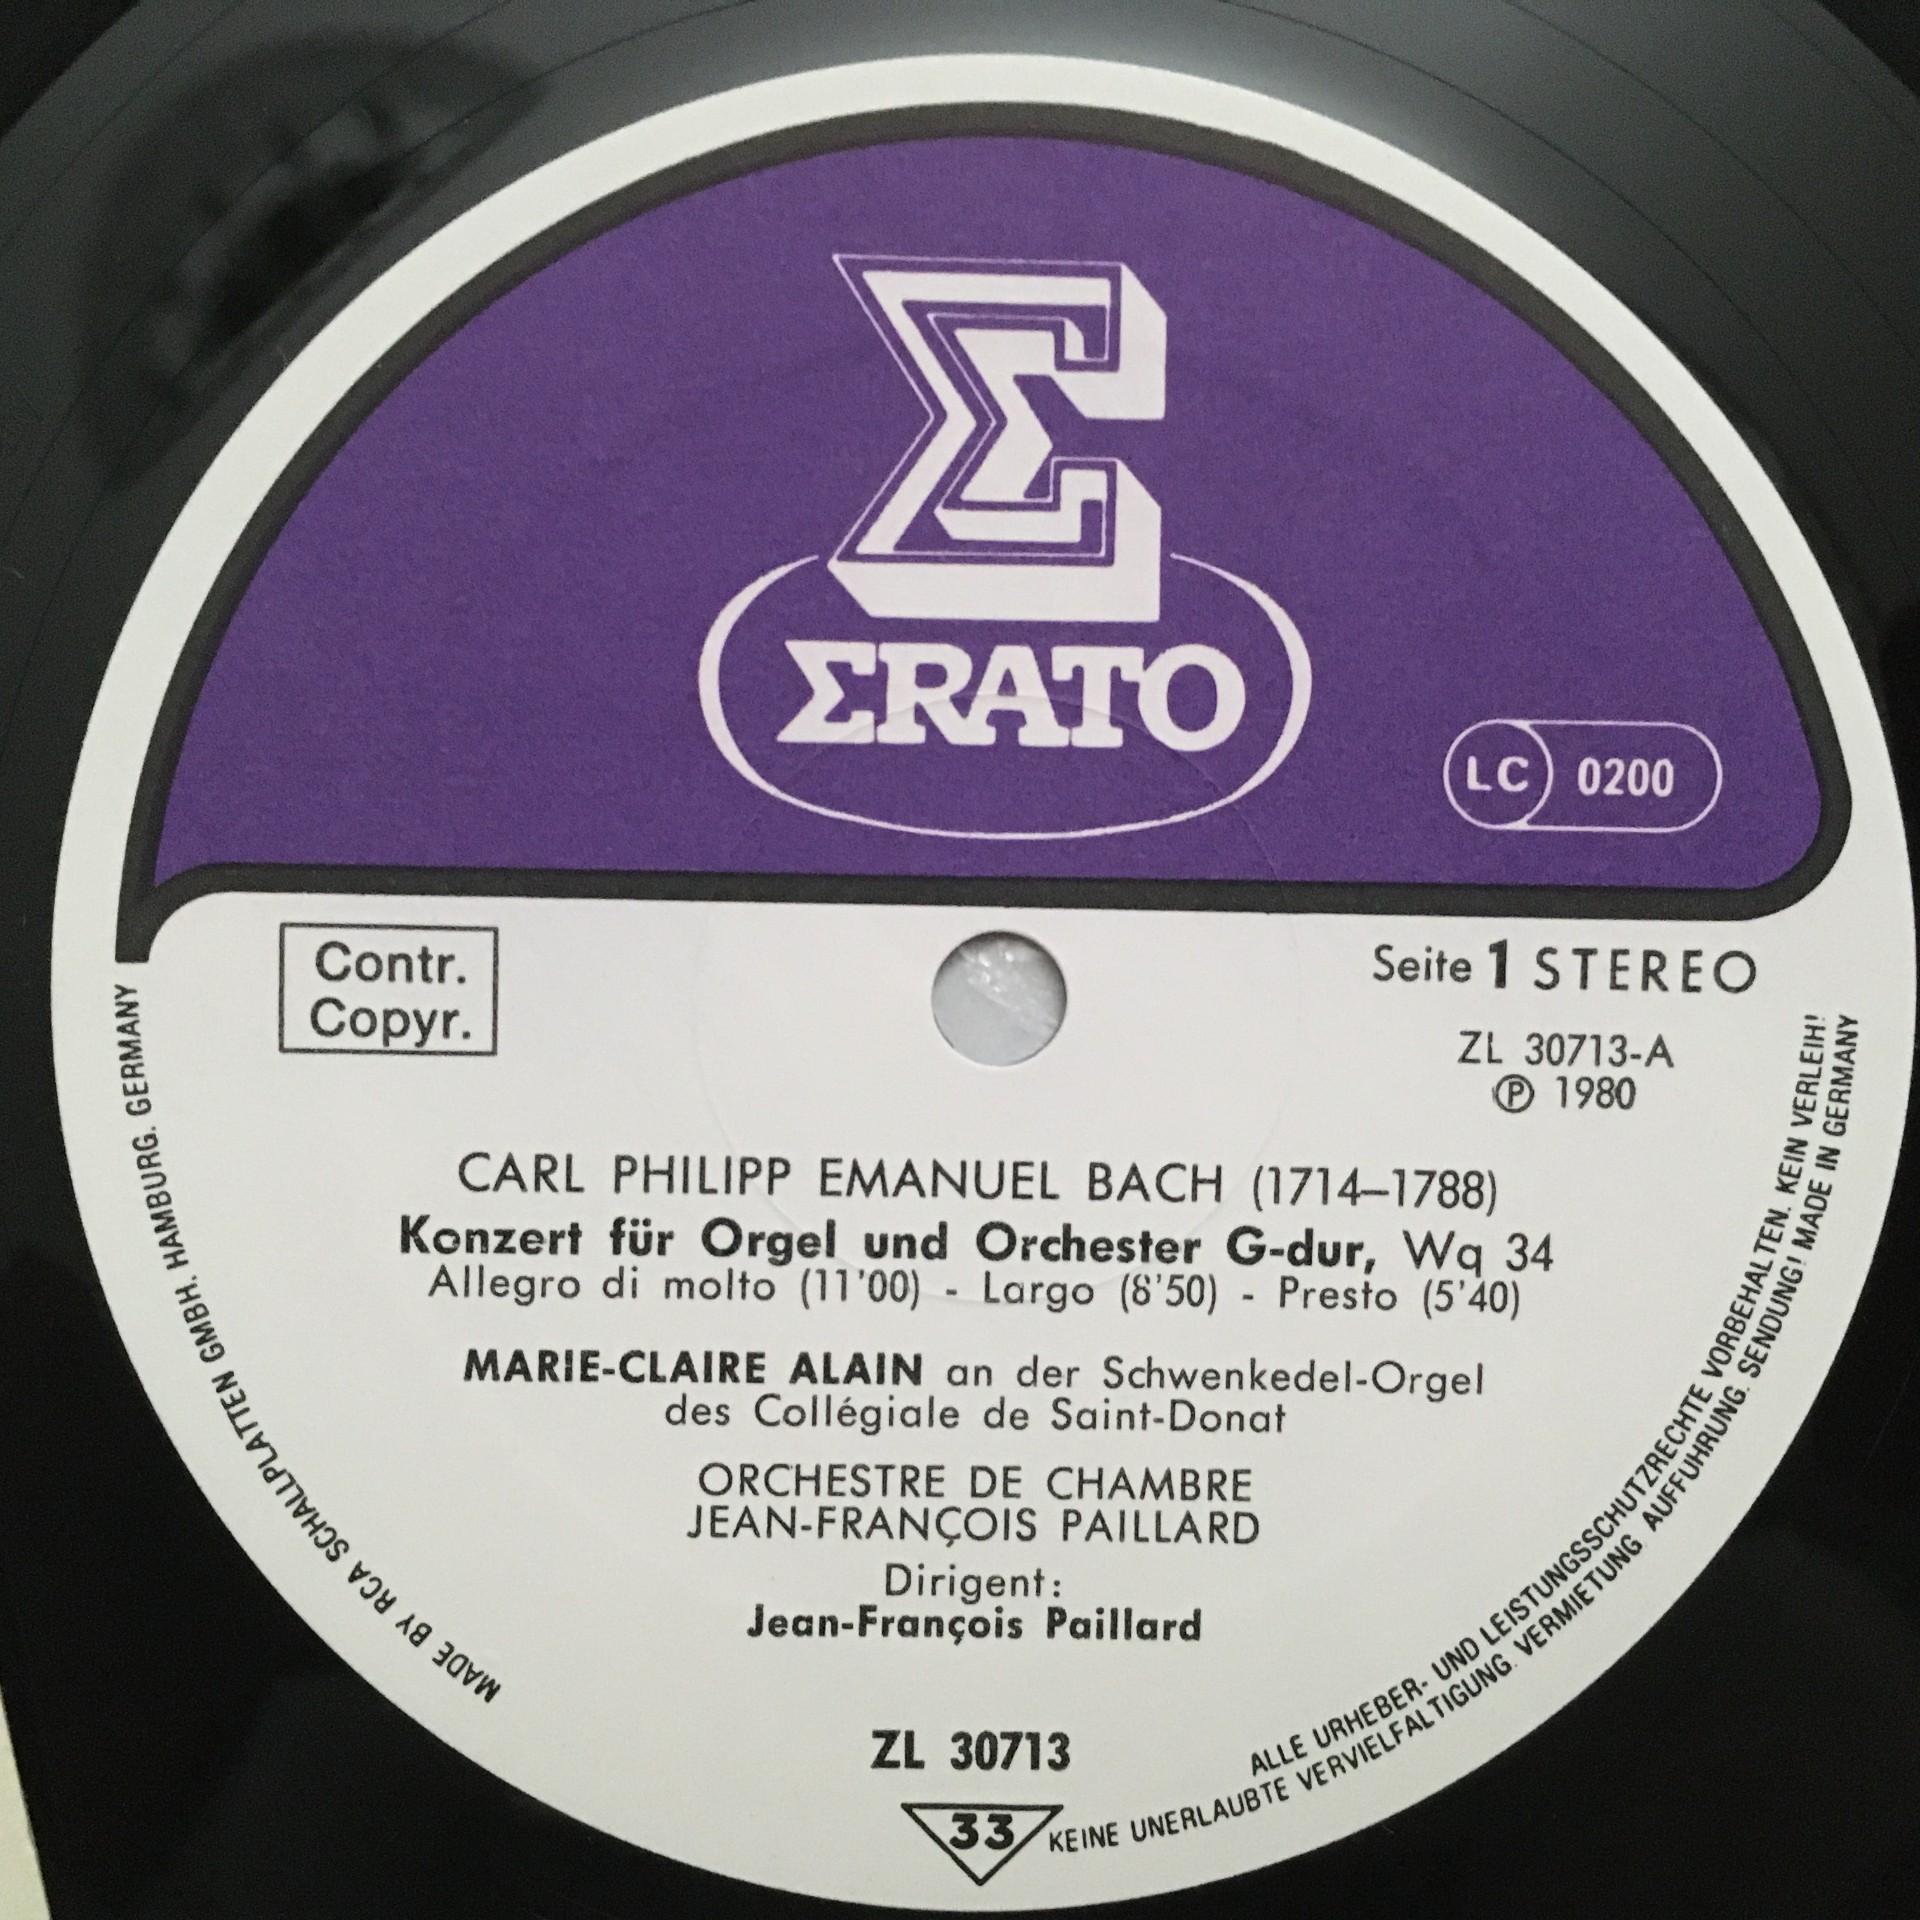 Σ
ΣRATO
LC 0200
Contr.
Copyr.
Seite 1 STEREO
ZL 30713-A
℗ 1980
CARL PHILIPP EMANUEL BACH (1714–1788)
Konzert für Orgel und Orchester G-dur, Wq 34
Allegro di molto (11'00) - Largo (8'50) - Presto (5'40)
MARIE-CLAIRE ALAIN an der Schwenkedel-Orgel
des Collégiale de Saint-Donat
ORCHESTRE DE CHAMBRE
JEAN-FRANÇOIS PAILLARD
Dirigent:
Jean-François Paillard
ZL 30713
33
MADE BY RCA SCHALLPLATTEN GMBH. HAMBURG. GERMANY
ALLE URHEBER- UND LEISTUNGSSCHUTZRECHTE VORBEHALTEN. KEIN VERLEIH!
KEINE UNERLAUBTE VERVIELFALTIGUNG. VERMIETUNG. AUFFUHRUNG. SENDUNG! MADE IN GERMANY